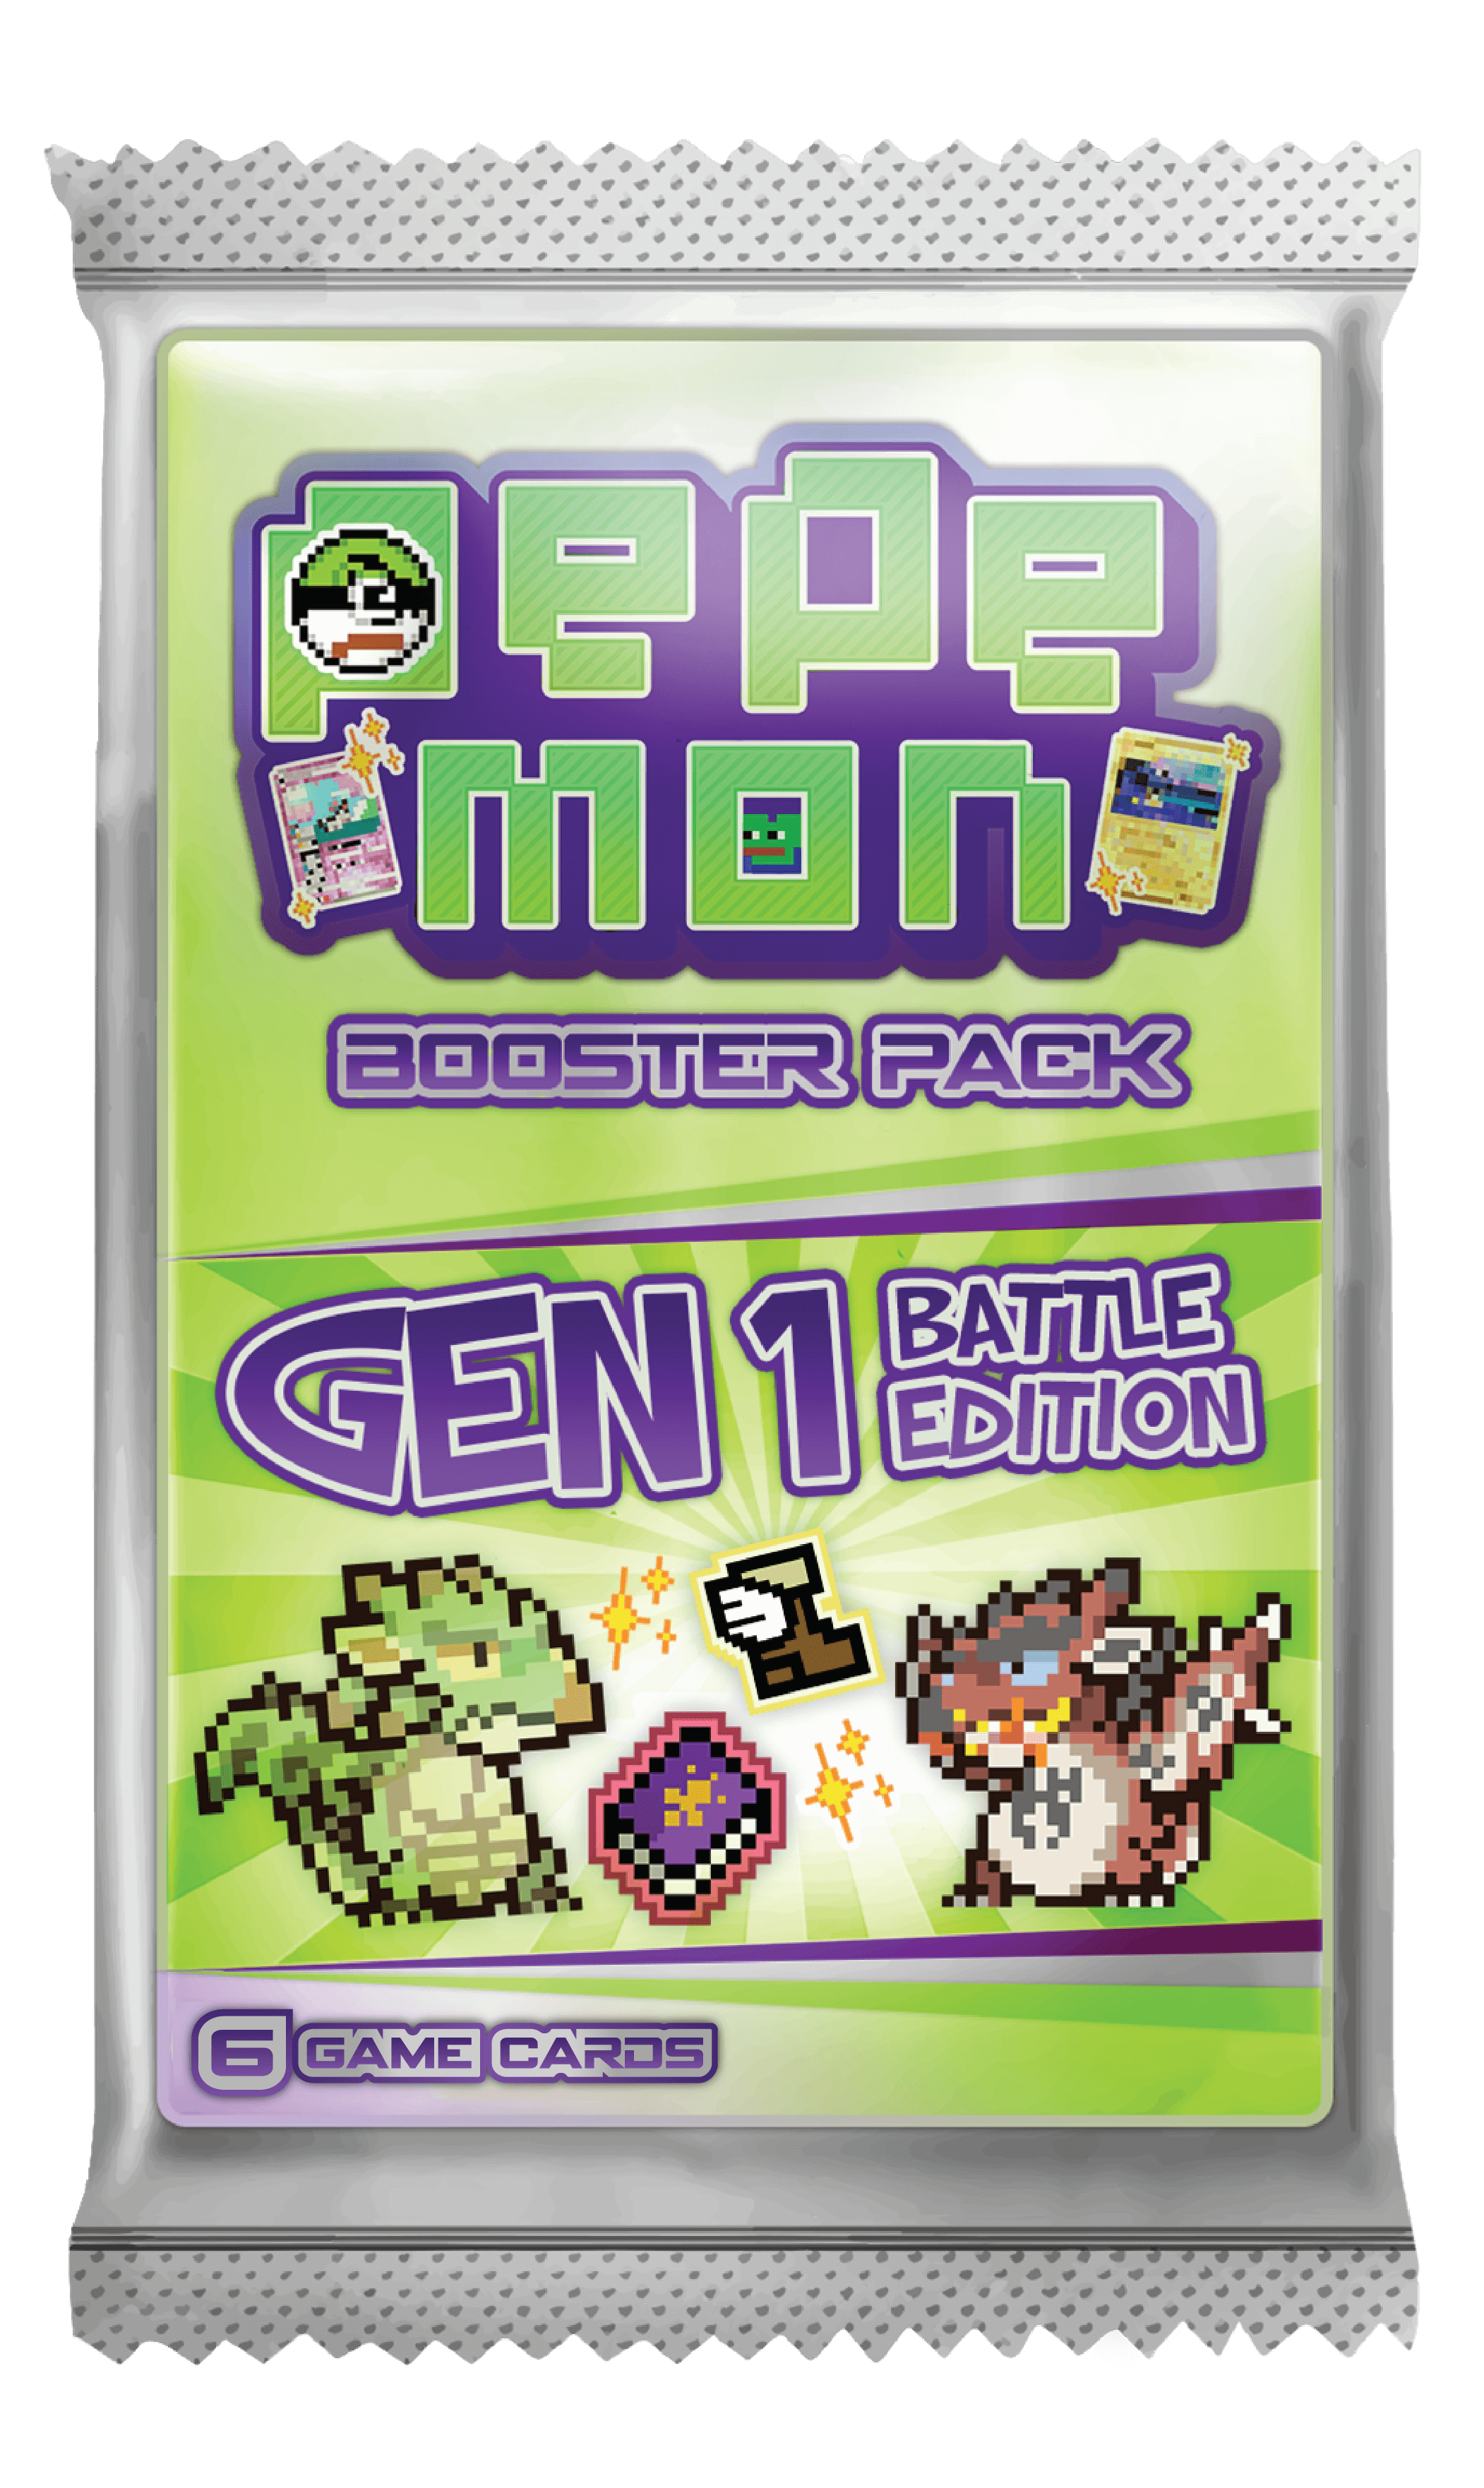 pepe
mon
BOOSTER PACK
GEN 1 BATTLE
EDITION
6 GAME CARDS